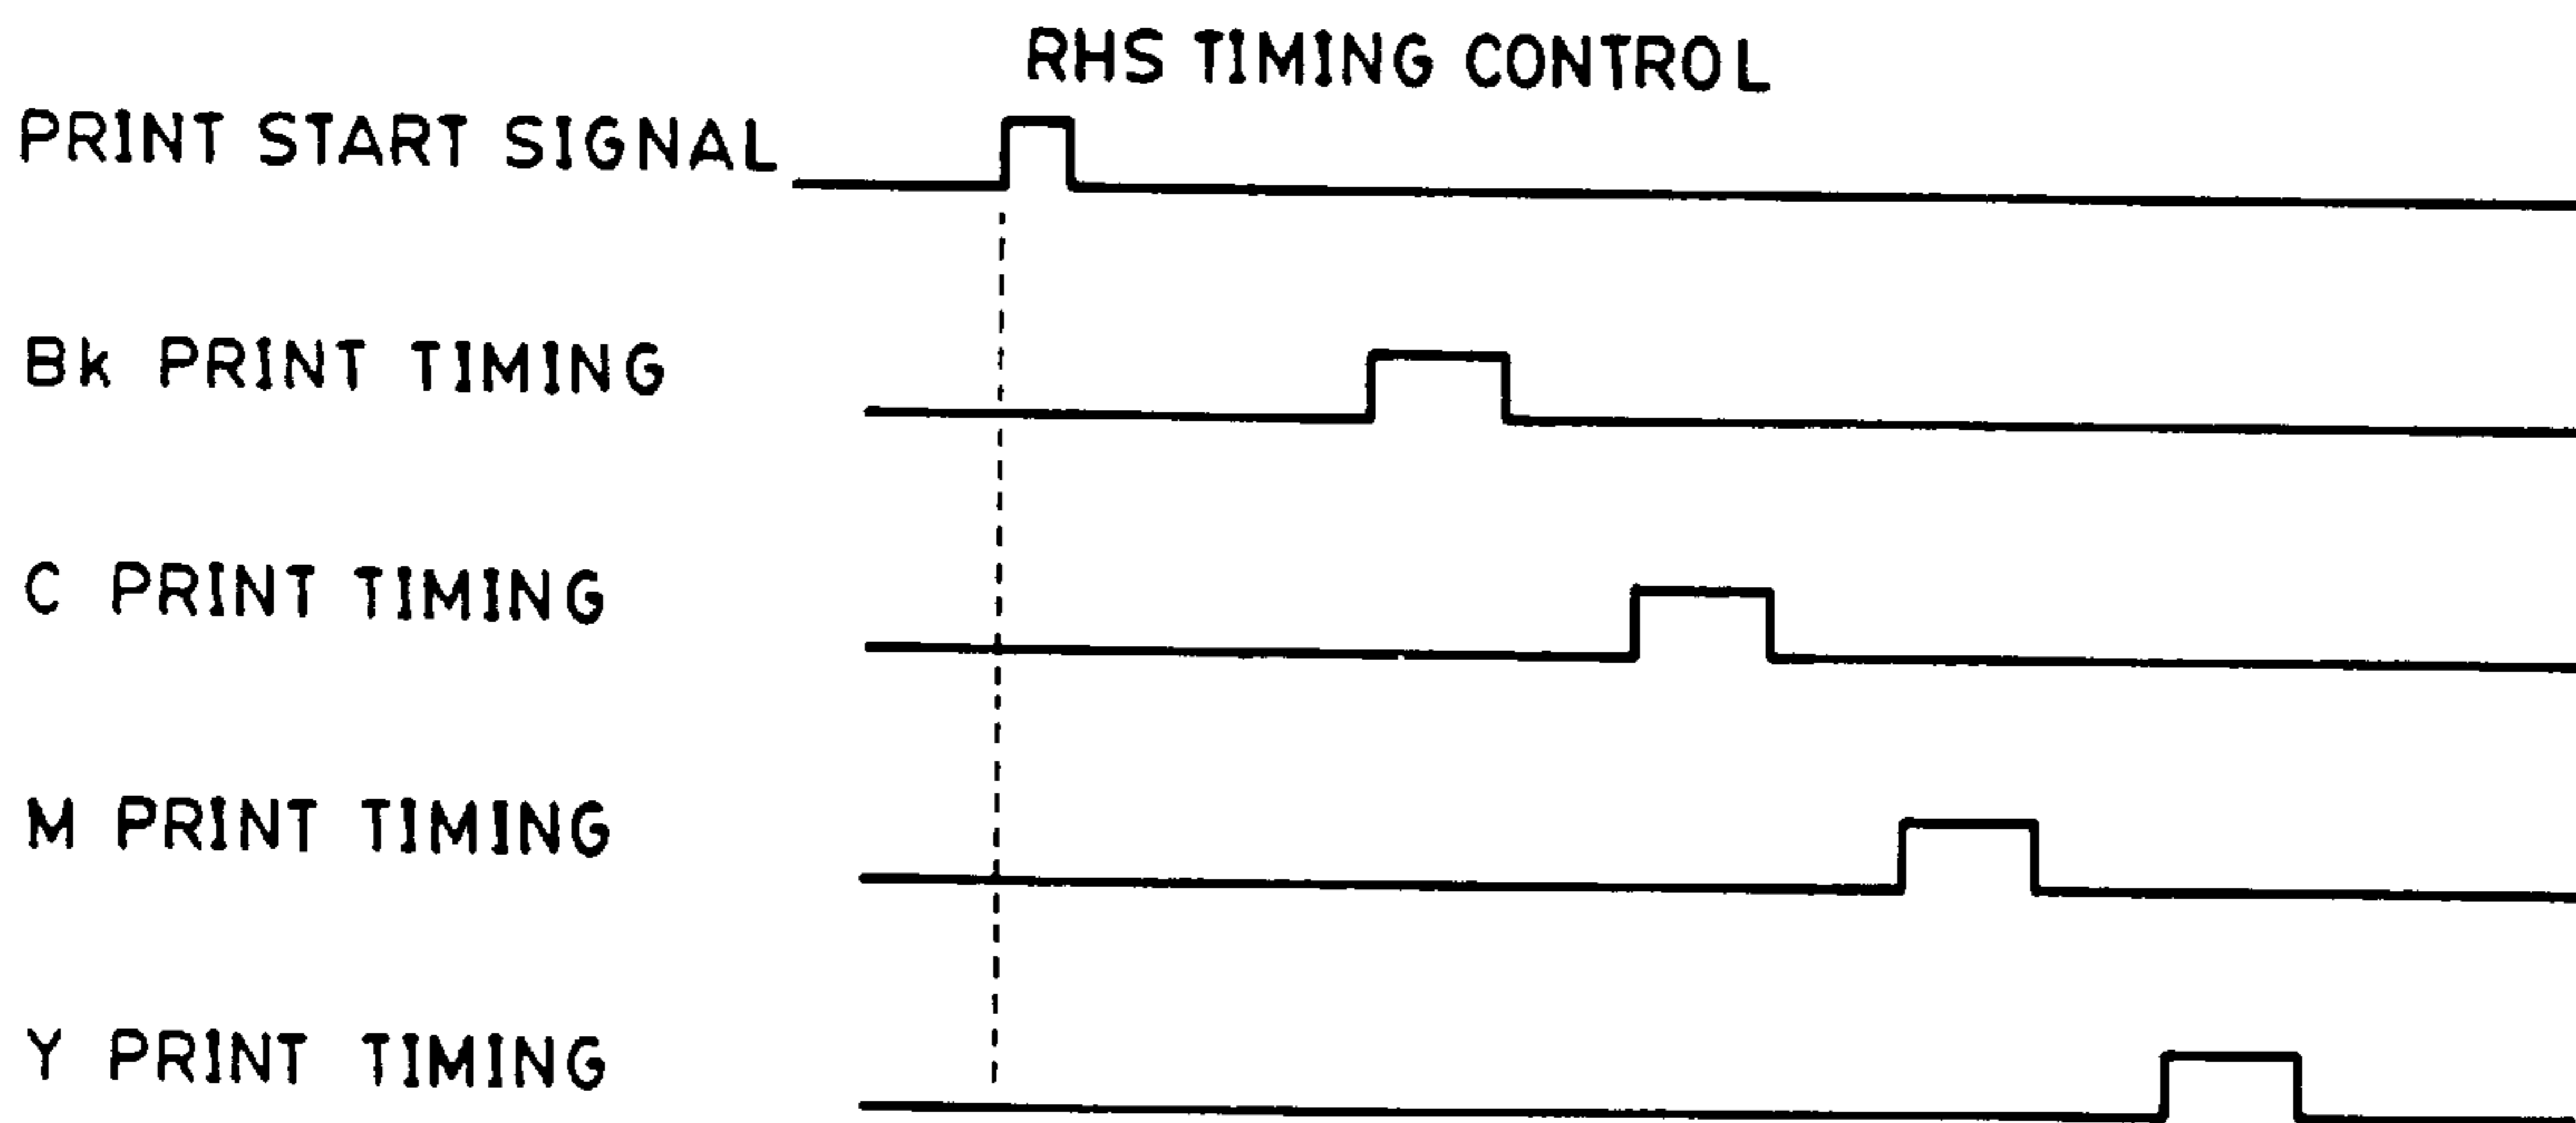 RHS TIMING CONTROL
PRINT START SIGNAL
Bk PRINT TIMING
C PRINT TIMING
M PRINT TIMING
Y PRINT TIMING